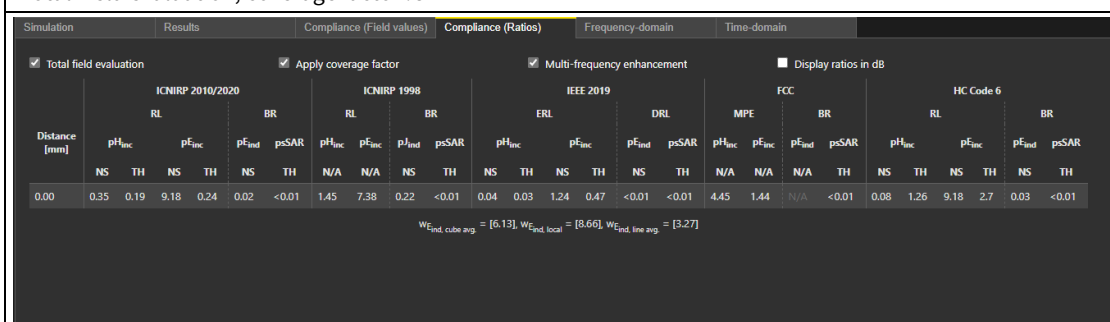 Simulation Results Compliance (Field values) Compliance (Ratios) Frequency-domain Time-domain
Total field evaluation Apply coverage factor Multi-frequency enhancement Display ratios in dB
ICNIRP 2010/2020 ICNIRP 1998 IEEE 2019 FCC HC Code 6
RL BR RL BR ERL DRL MPE BR RL BR
Distance [mm] pHinc pEinc pEind psSAR pHinc pEinc pJind psSAR pHinc pEinc pEind psSAR pHinc pEinc pEind psSAR pHinc pEinc pEind psSAR
NS TH NS TH NS TH N/A N/A NS TH NS TH NS TH NS TH N/A N/A N/A TH NS TH NS TH NS TH
0.00 0.35 0.19 9.18 0.24 0.02 <0.01 1.45 7.38 0.22 <0.01 0.04 0.03 1.24 0.47 <0.01 <0.01 4.45 1.44 N/A <0.01 0.08 1.26 9.18 2.7 0.03 <0.01
wEind, cube avg. = [6.13], wEind, local = [8.66], wEind, line avg. = [3.27]